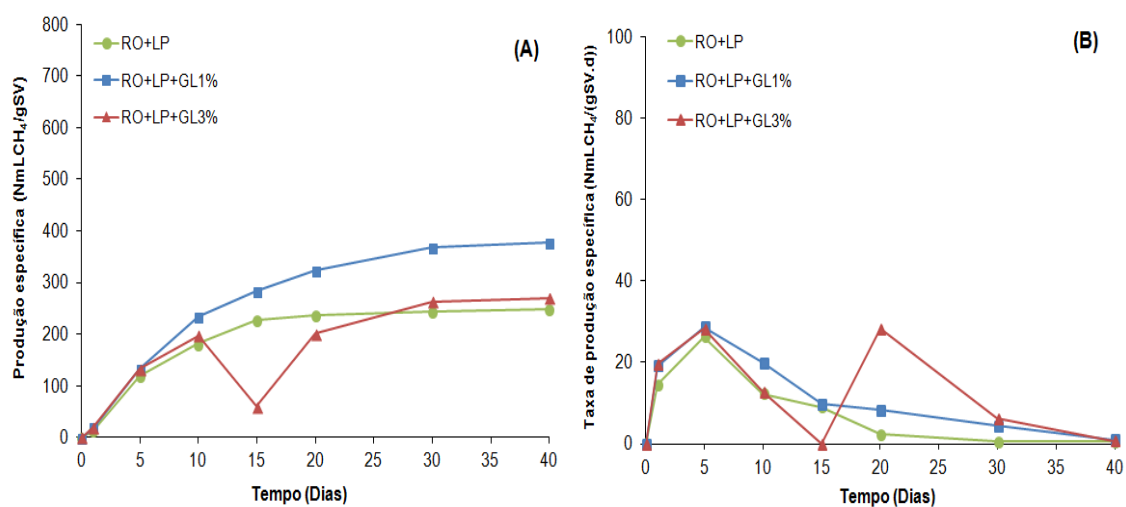 (A)
RO+LP
RO+LP+GL1%
RO+LP+GL3%
Produção específica (NmLCH₄/gSV)
800
700
600
500
400
300
200
100
0
0 5 10 15 20 25 30 35 40
Tempo (Dias)
(B)
RO+LP
RO+LP+GL1%
RO+LP+GL3%
Taxa de produção específica (NmLCH₄/(gSV.d))
100
80
60
40
20
0
0 5 10 15 20 25 30 35 40
Tempo (Dias)